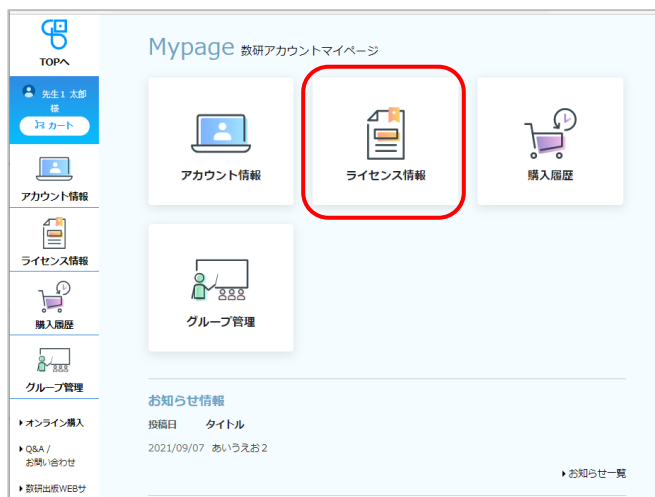 TOPへ
先生1 太郎
様
カート
アカウント情報
ライセンス情報
購入履歴
グループ管理
オンライン購入
Q&A /
お問い合わせ
数研出版WEBサ
Mypage 数研アカウントマイページ
アカウント情報
ライセンス情報
購入履歴
グループ管理
お知らせ情報
投稿日 タイトル
2021/09/07 あいうえお2
お知らせ一覧